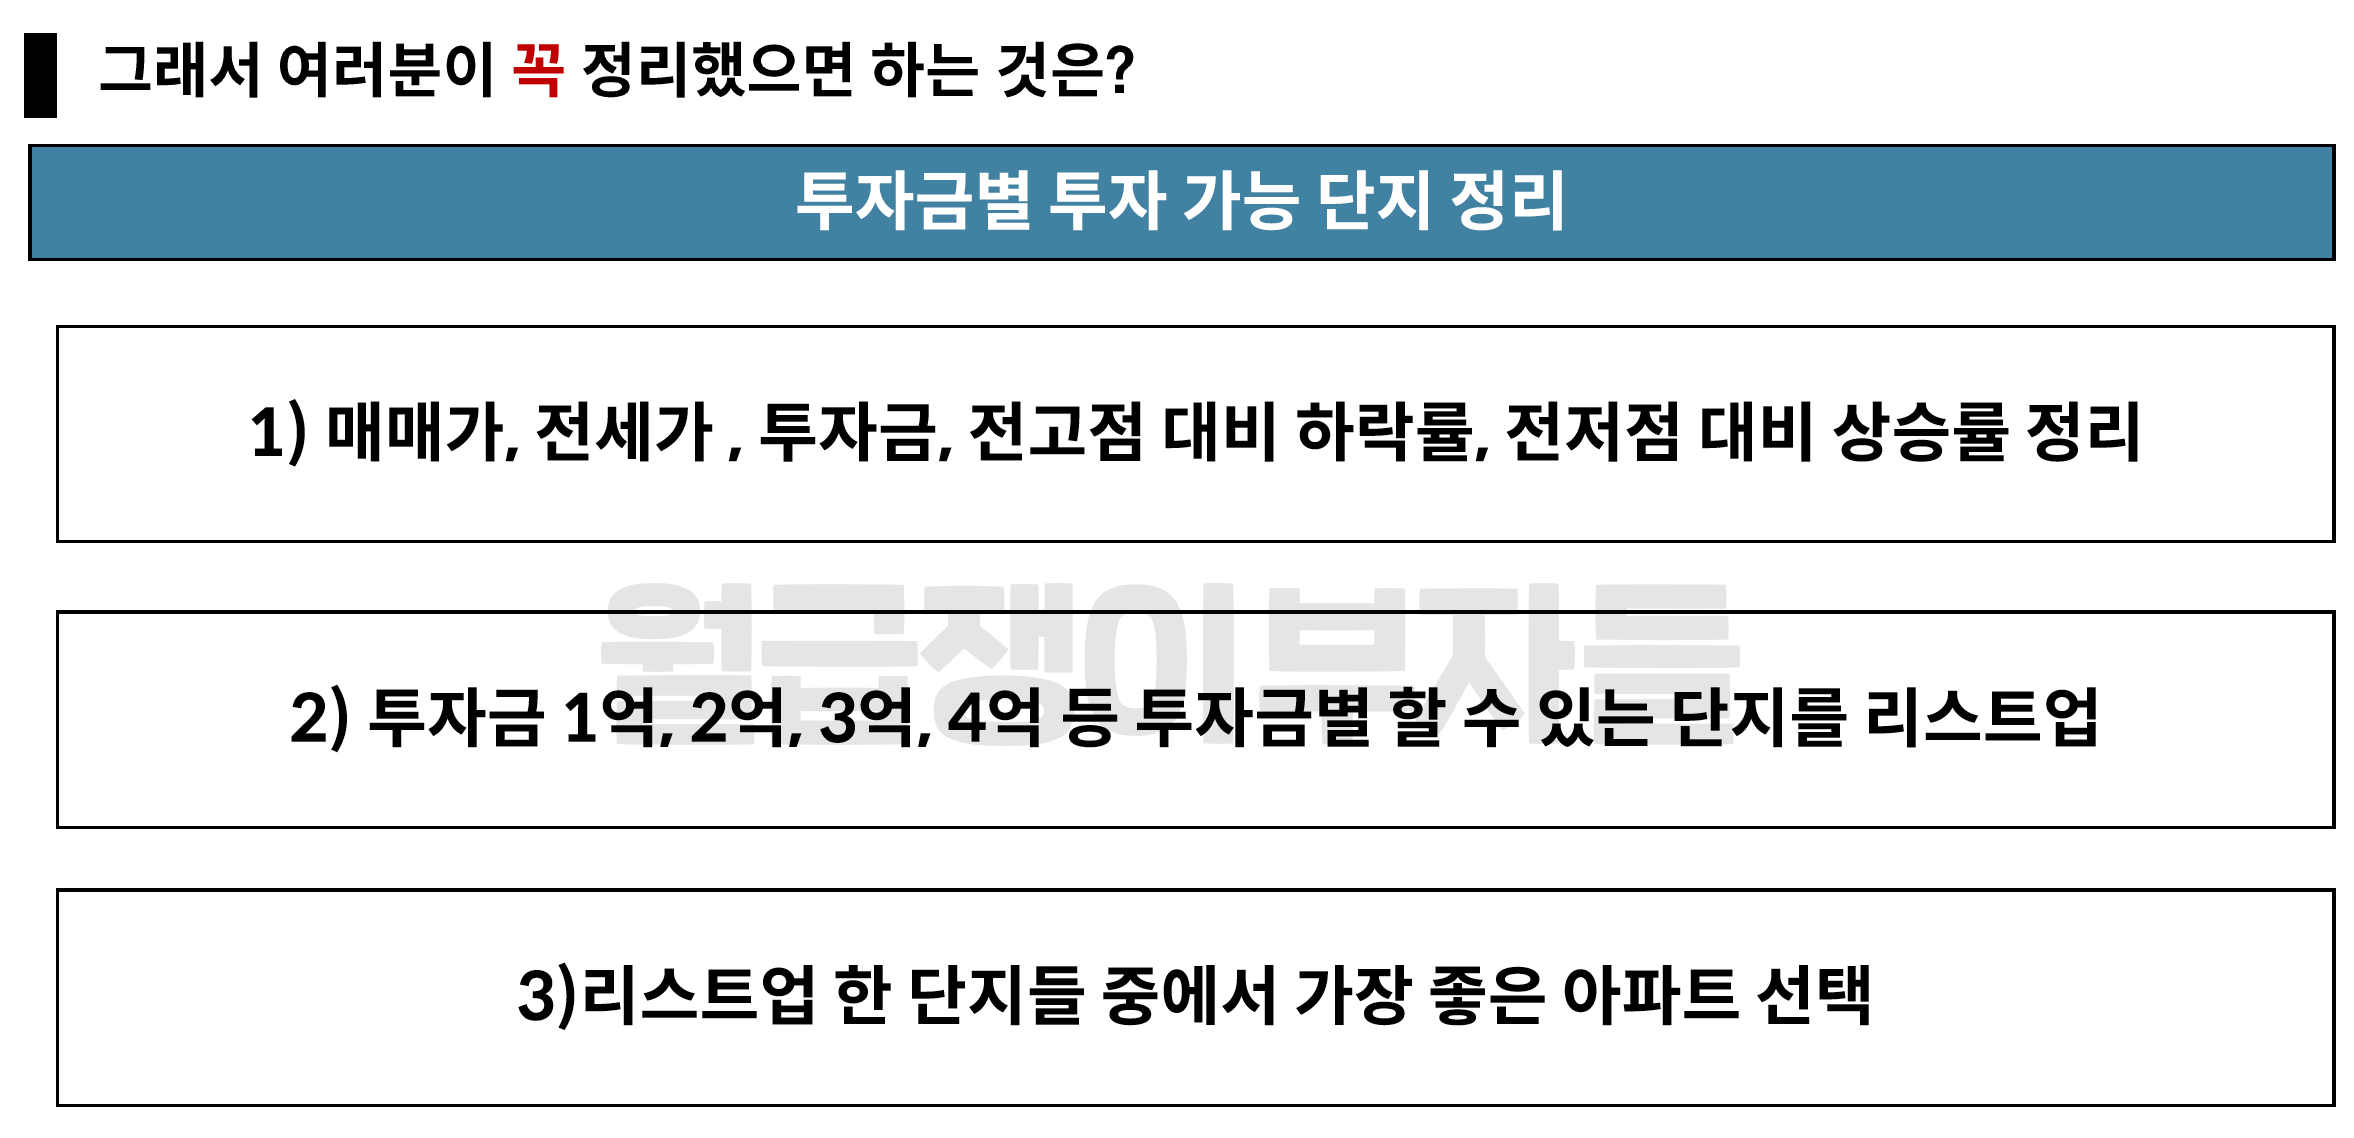 그래서 여러분이 꼭 정리했으면 하는 것은?
투자금별 투자 가능 단지 정리
1) 매매가, 전세가 , 투자금, 전고점 대비 하락률, 전저점 대비 상승률 정리
월급쟁이 부자들
2) 투자금 1억, 2억, 3억, 4억 등 투자금별 할 수 있는 단지를 리스트업
3)리스트업 한 단지들 중에서 가장 좋은 아파트 선택